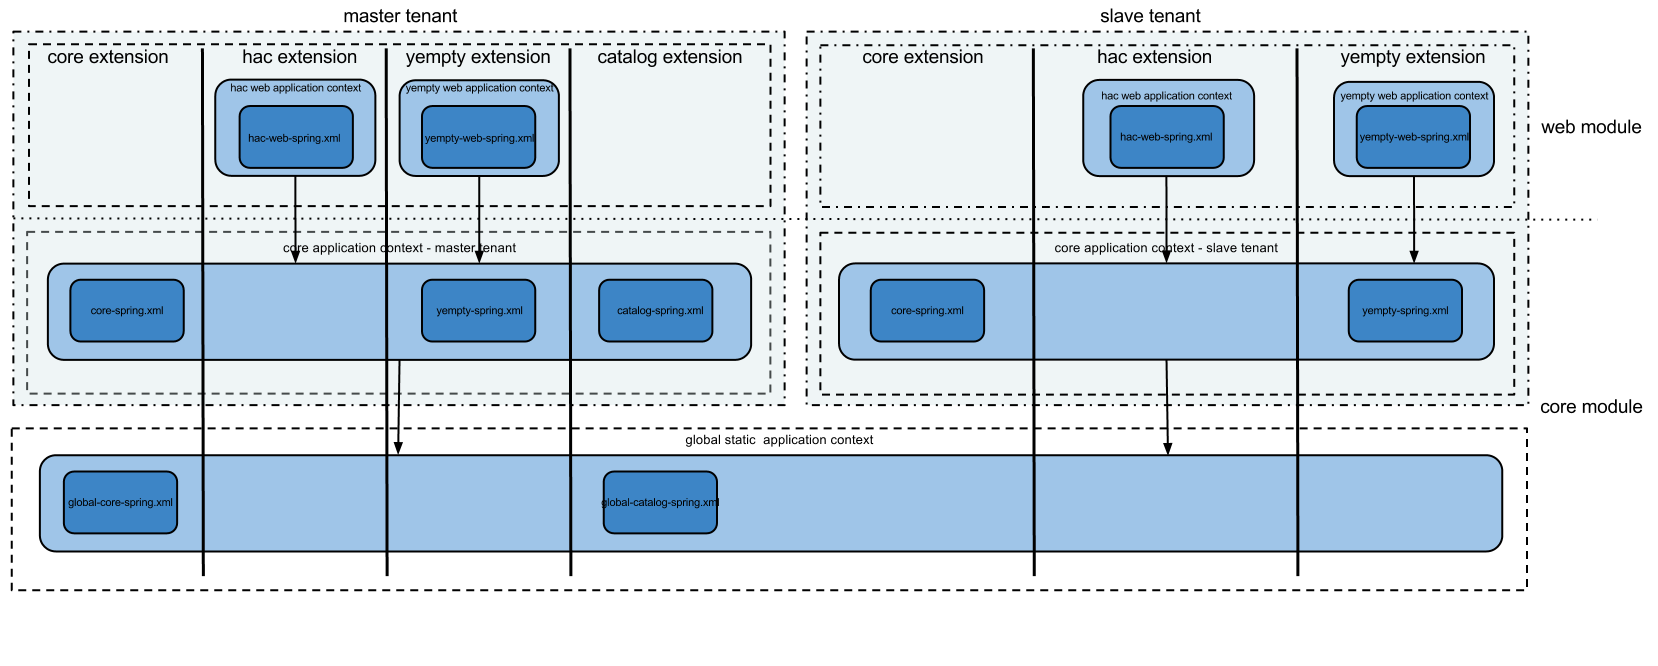 master tenant
slave tenant
core extension
hac extension
yempty extension
catalog extension
core extension
hac extension
yempty extension
hac web application context
yempty web application context
hac web application context
yempty web application context
hac-web-spring.xml
yempty-web-spring.xml
hac-web-spring.xml
yempty-web-spring.xml
web module
core application context - master tenant
core application context - slave tenant
core-spring.xml
yempty-spring.xml
catalog-spring.xml
core-spring.xml
yempty-spring.xml
core module
global static  application context
global-core-spring.xml
global-catalog-spring.xml